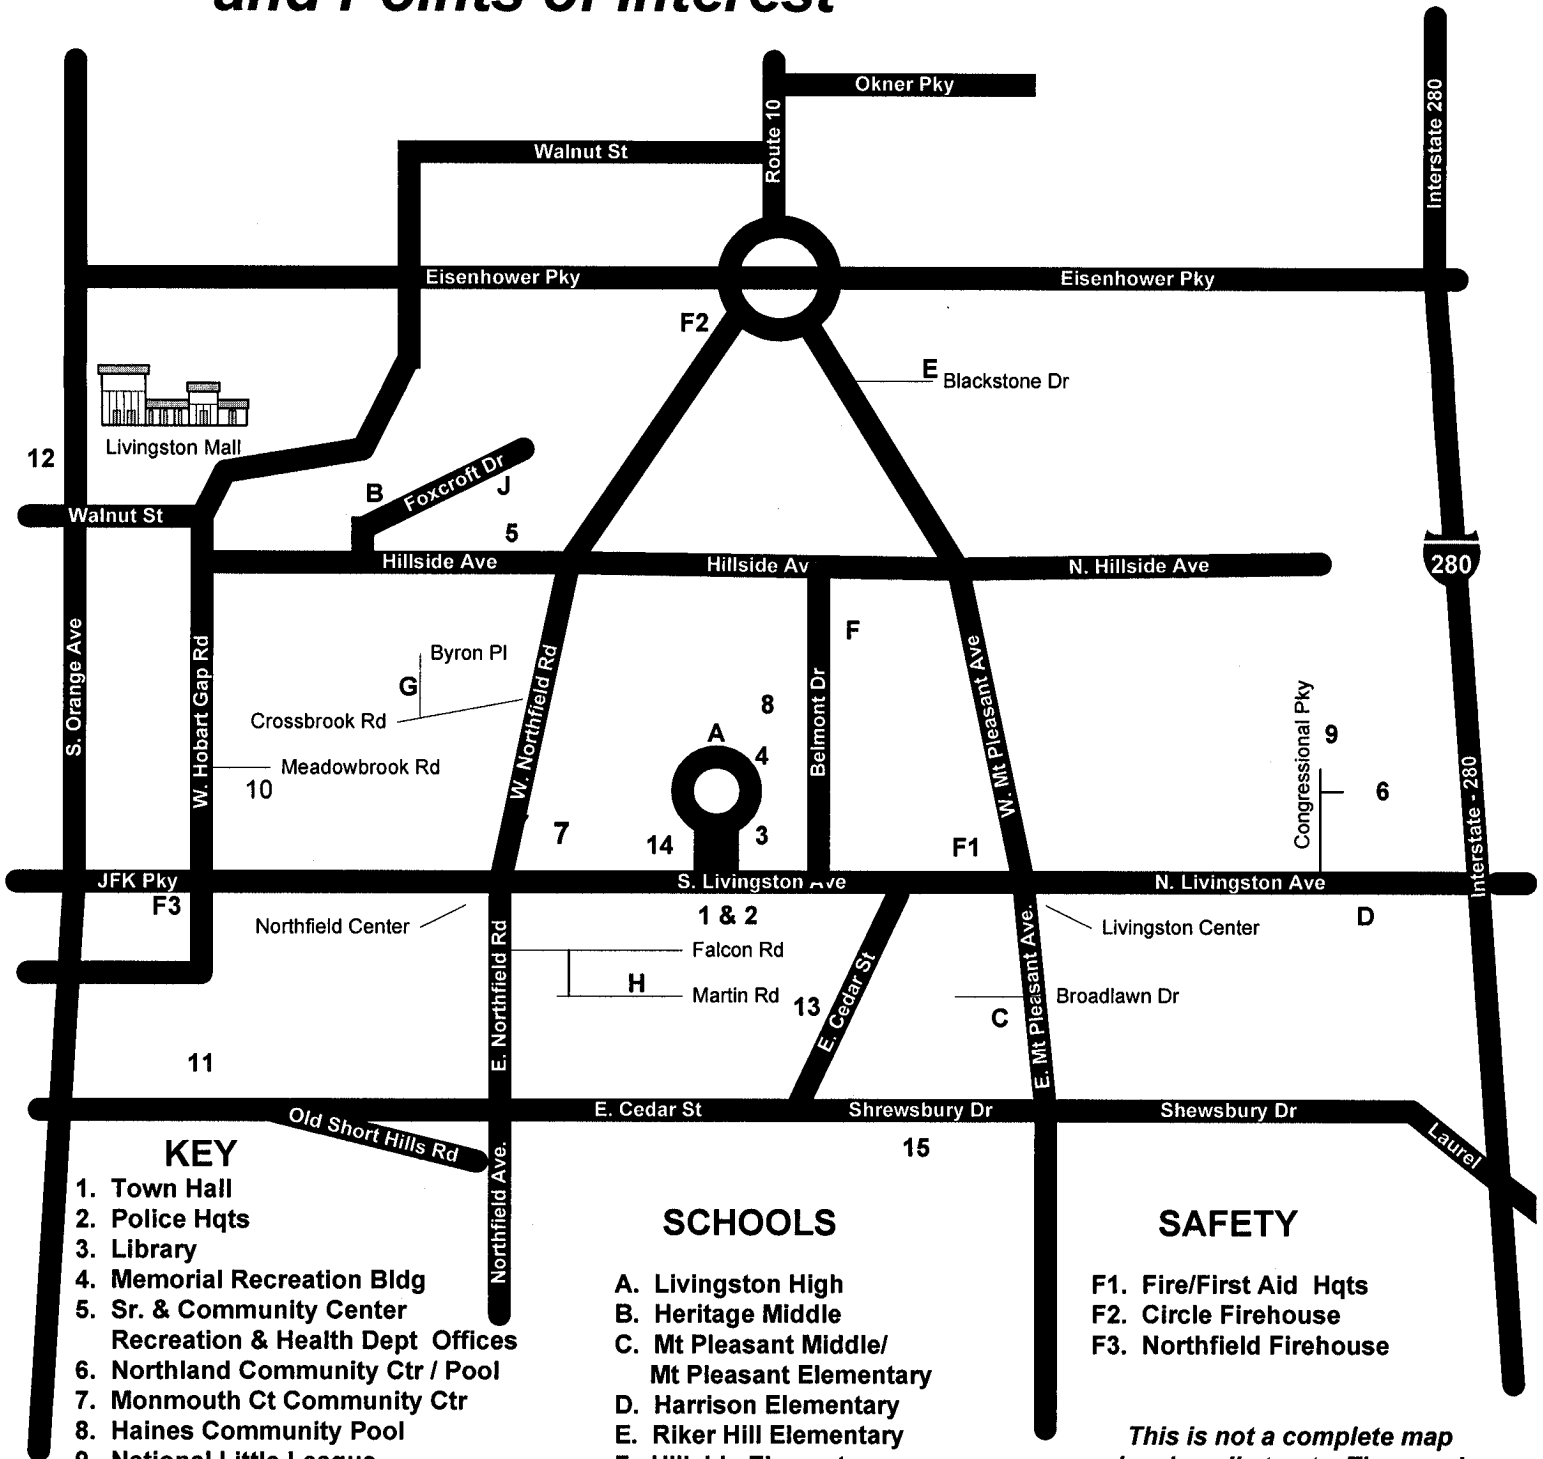 and Points of Interest
Okner Pky
Route 10
Interstate 280
Walnut St
Eisenhower Pky
Eisenhower Pky
F2
E
Blackstone Dr
Livingston Mall
12
B
Foxcroft Dr
J
Walnut St
5
Hillside Ave
Hillside Av
N. Hillside Ave
280
S. Orange Ave
W. Hobart Gap Rd
Byron Pl
G
Crossbrook Rd
W. Northfield Rd
F
Belmont Dr
W. Mt Pleasant Ave
8
A
4
Congressional Pky
9
6
Meadowbrook Rd
10
7
14
3
F1
Interstate - 280
JFK Pky
S. Livingston Ave
N. Livingston Ave
F3
Northfield Center
1 & 2
Livingston Center
D
E. Northfield Rd
Falcon Rd
H
Martin Rd
13
E. Cedar St
E. Mt Pleasant Ave.
C
Broadlawn Dr
11
Old Short Hills Rd
E. Cedar St
Shrewsbury Dr
Shewsbury Dr
Laurel
15
Northfield Ave.
KEY
1. Town Hall
2. Police Hqts
3. Library
4. Memorial Recreation Bldg
5. Sr. & Community Center
Recreation & Health Dept Offices
6. Northland Community Ctr / Pool
7. Monmouth Ct Community Ctr
8. Haines Community Pool
9. National Little League
SCHOOLS
A. Livingston High
B. Heritage Middle
C. Mt Pleasant Middle/
Mt Pleasant Elementary
D. Harrison Elementary
E. Riker Hill Elementary
SAFETY
F1. Fire/First Aid Hqts
F2. Circle Firehouse
F3. Northfield Firehouse
This is not a complete map